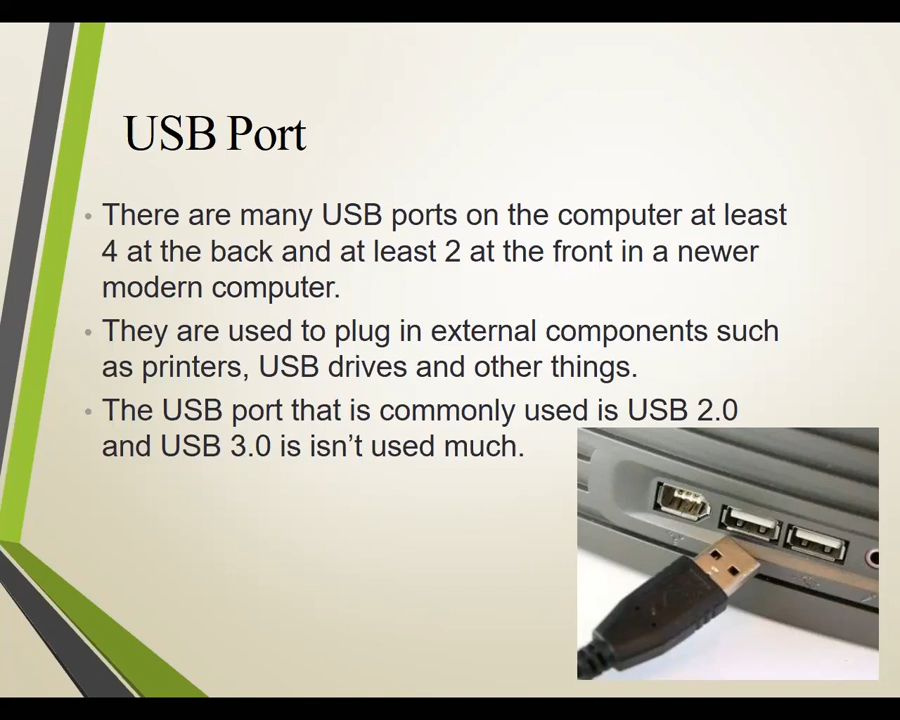 USB Port
• There are many USB ports on the computer at least
4 at the back and at least 2 at the front in a newer
modern computer.
• They are used to plug in external components such
as printers, USB drives and other things.
• The USB port that is commonly used is USB 2.0
and USB 3.0 is isn’t used much.